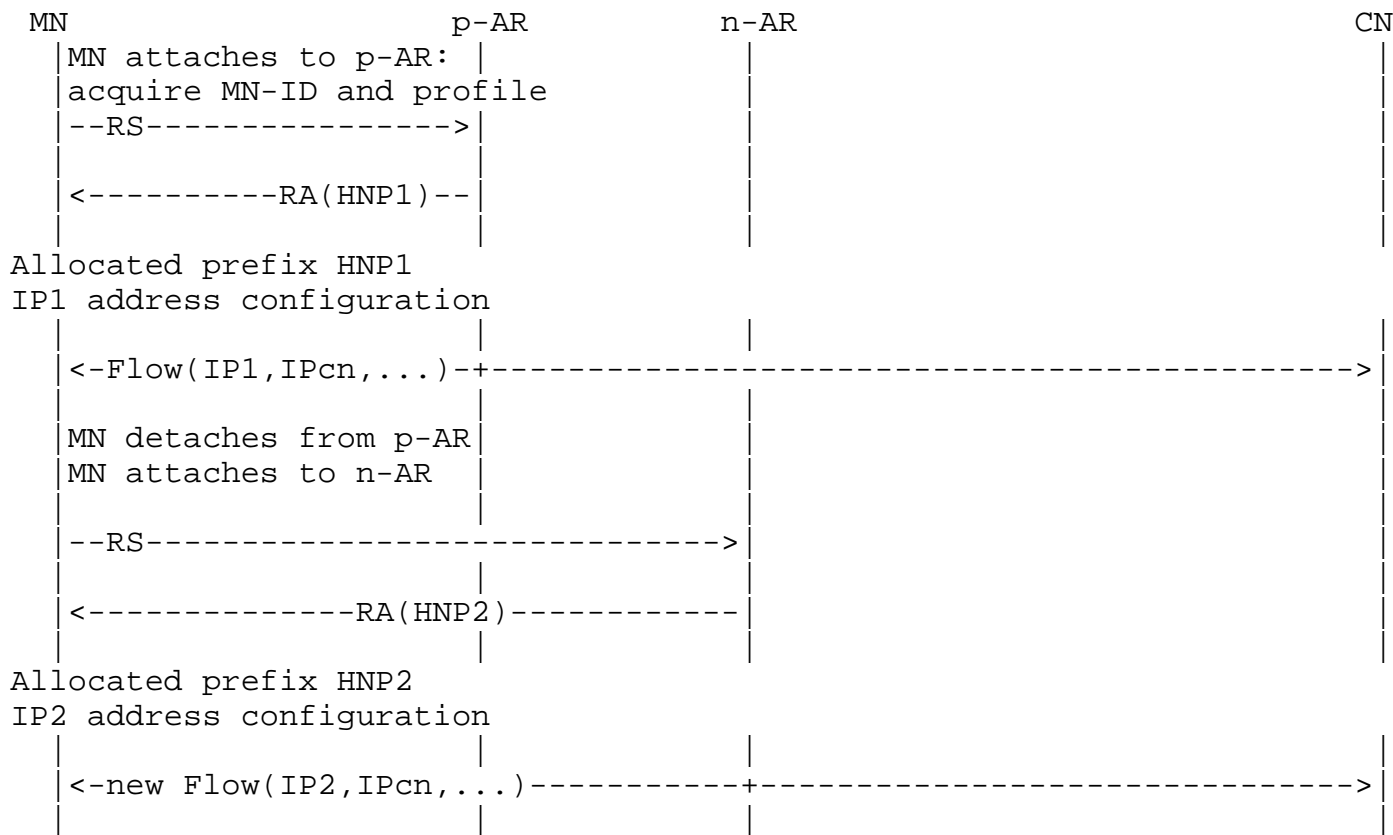 MN p-AR n-AR CN
MN attaches to p-AR:
acquire MN-ID and profile
--RS---------------->
<----------RA(HNP1)--
Allocated prefix HNP1
IP1 address configuration
<-Flow(IP1,IPcn,...)-+--------------------------------------------->
MN detaches from p-AR
MN attaches to n-AR
--RS------------------------------>
<---------------RA(HNP2)------------
Allocated prefix HNP2
IP2 address configuration
<-new Flow(IP2,IPcn,...)-----------+------------------------------->